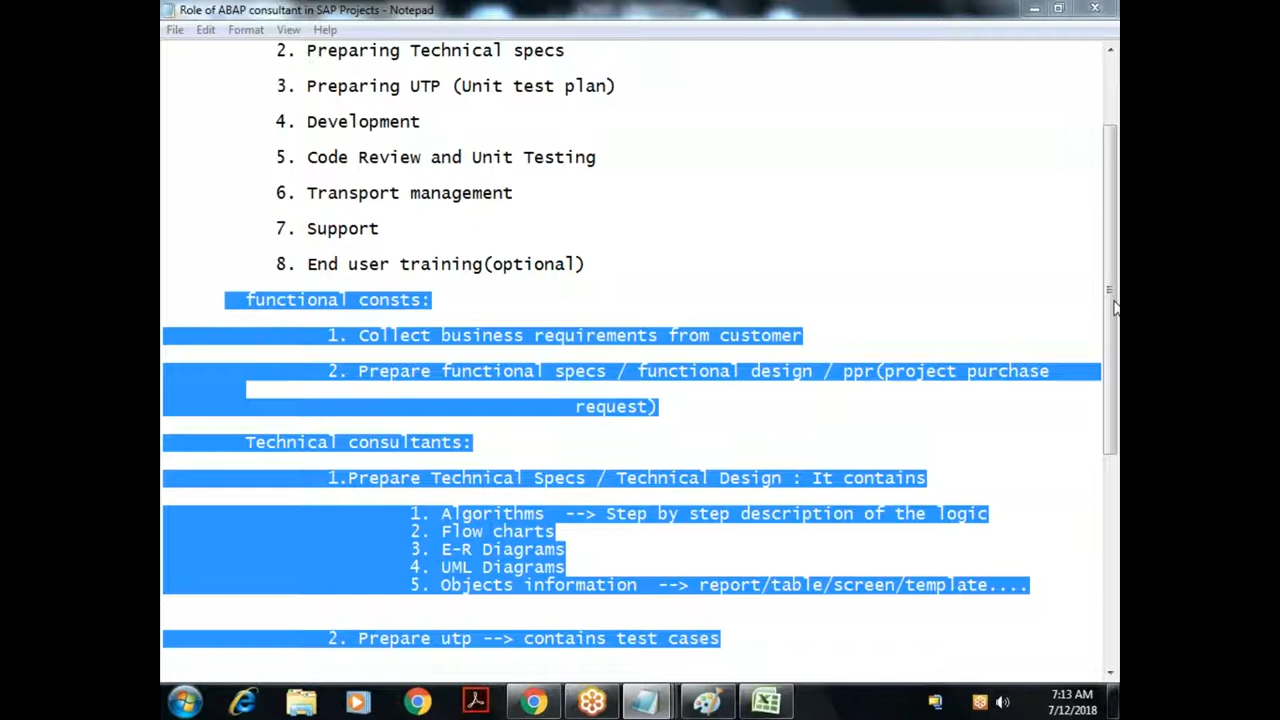 Role of ABAP consultant in SAP Projects - Notepad
File Edit Format View Help
2. Preparing Technical specs
3. Preparing UTP (Unit test plan)
4. Development
5. Code Review and Unit Testing
6. Transport management
7. Support
8. End user training(optional)
functional consts:
1. Collect business requirements from customer
2. Prepare functional specs / functional design / ppr(project purchase
request)
Technical consultants:
1.Prepare Technical Specs / Technical Design : It contains
1. Algorithms --> Step by step description of the logic
2. Flow charts
3. E-R Diagrams
4. UML Diagrams
5. Objects information --> report/table/screen/template....
2. Prepare utp --> contains test cases
7:13 AM
7/12/2018